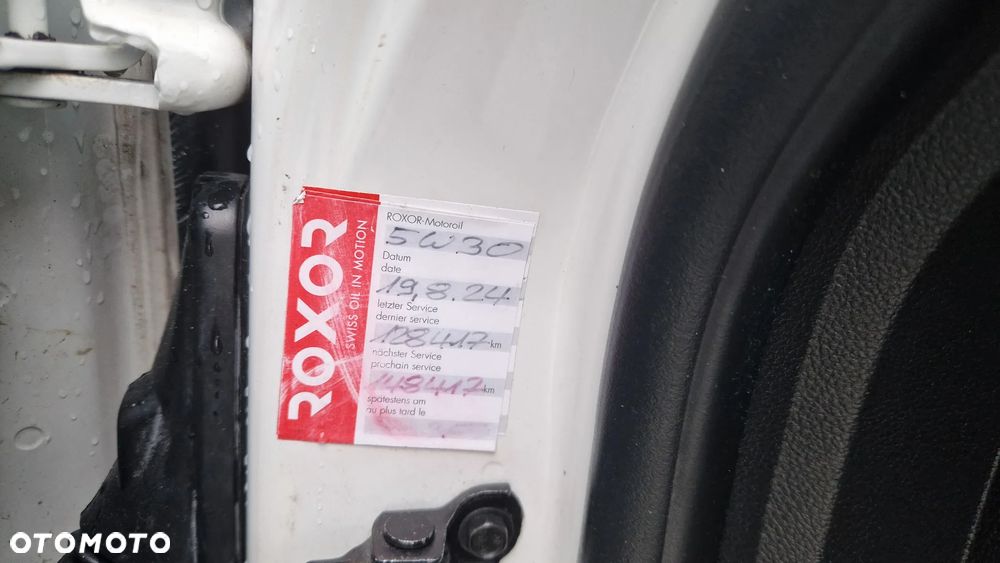 ROXOR
SWISS OIL IN MOTION
ROXOR-Motoroil
5W30
Datum
date
19.8.24
letzter Service
dernier service
128417 km
nächster Service
prochain service
148417 km
spätestens am
au plus tard le
OTOMOTO